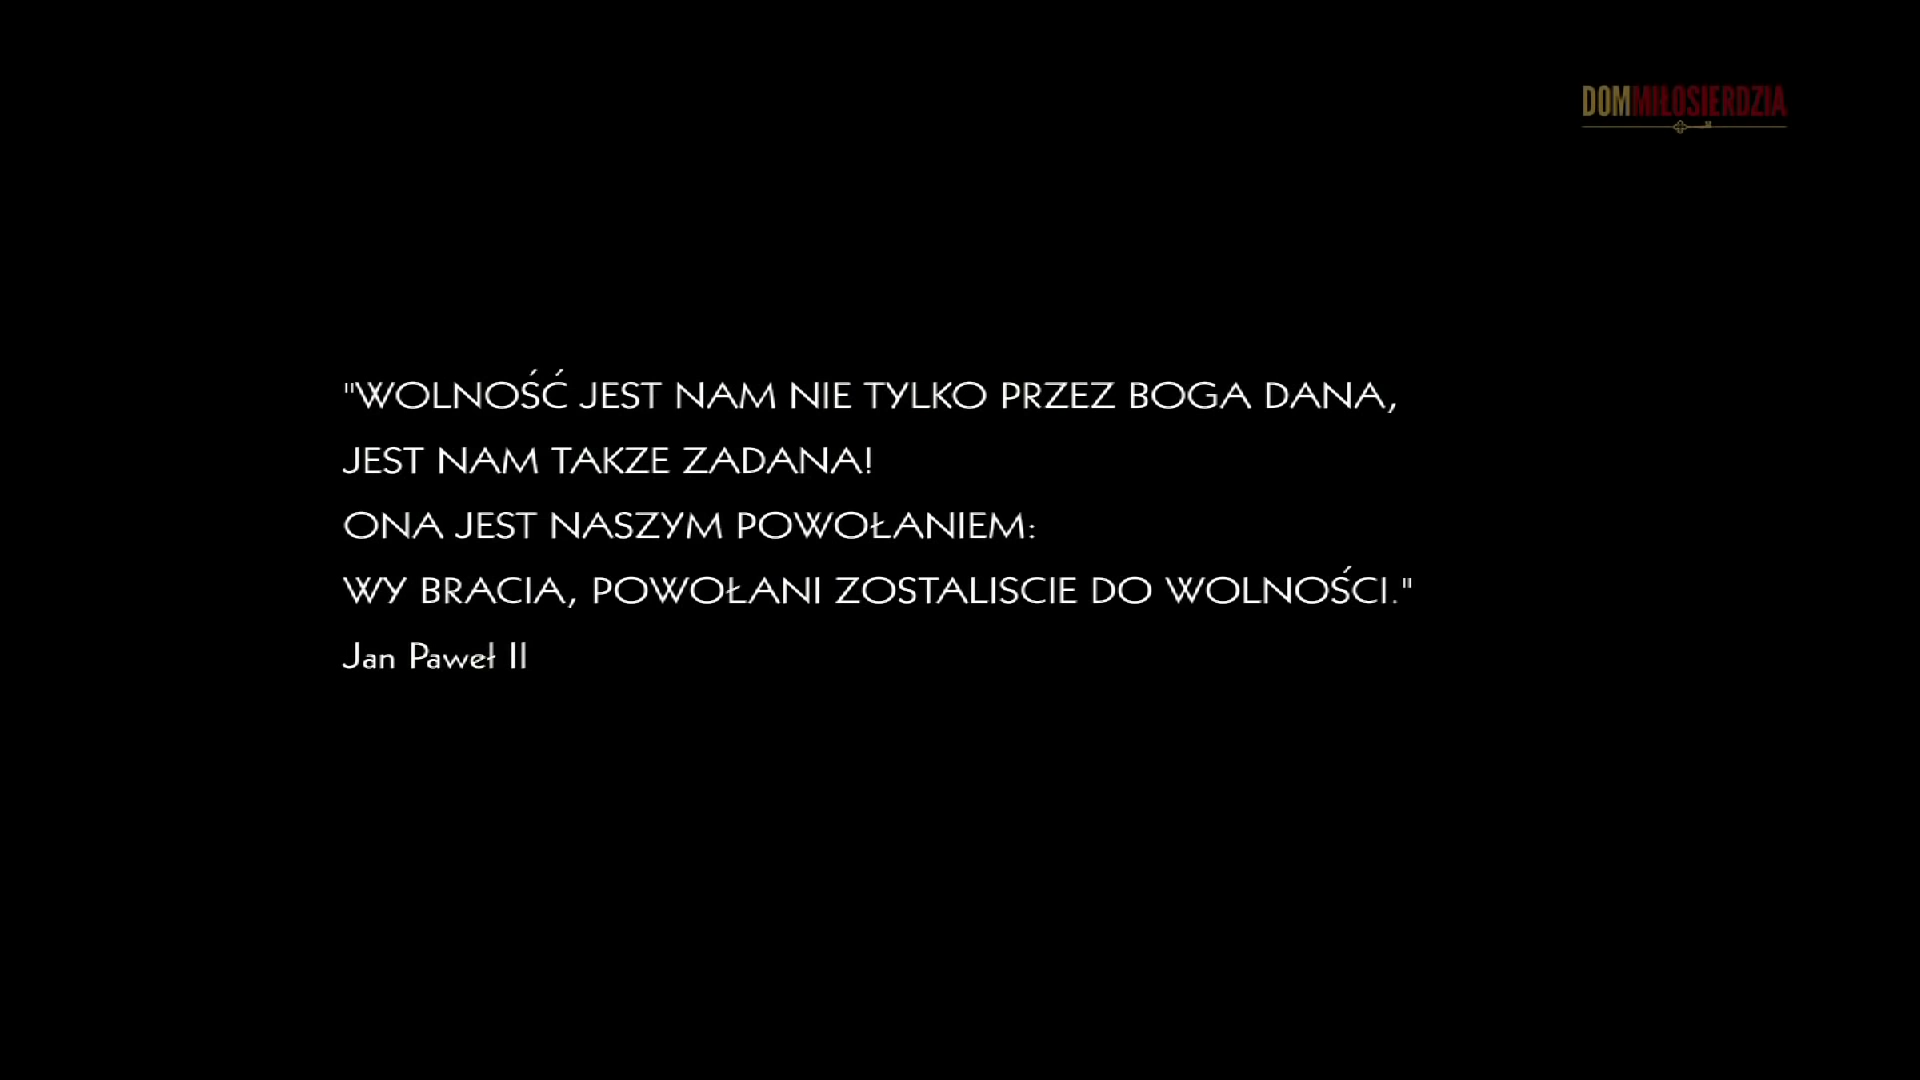 DOMMIŁOSIERDZIA
"WOLNOŚĆ JEST NAM NIE TYLKO PRZEZ BOGA DANA,
JEST NAM TAKZE ZADANA!
ONA JEST NASZYM POWOŁANIEM:
WY BRACIA, POWOŁANI ZOSTALISCIE DO WOLNOŚCI."
Jan Paweł II